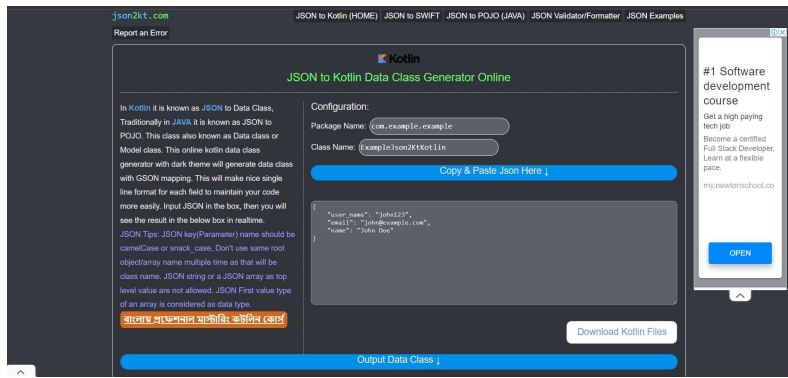 json2kt.com
JSON to Kotlin (HOME) JSON to SWIFT JSON to POJO (JAVA) JSON Validator/Formatter JSON Examples
Report an Error
Kotlin
JSON to Kotlin Data Class Generator Online
In Kotlin it is known as JSON to Data Class,
Traditionally in JAVA it is known as JSON to
POJO. This class also known as Data class or
Model class. This online kotlin data class
generator with dark theme will generate data class
with GSON mapping. This will make nice single
line format for each field to maintain your code
more easily. Input JSON in the box, then you will
see the result in the below box in realtime.
JSON Tips: JSON key(Parameter) name should be
camelCase or snack_case, Don't use same root
object/array name multiple time as that will be
class name. JSON string or a JSON array as top
level value are not allowed. JSON First value type
of an array is considered as data type.
বাংলায় প্রফেশনাল মাস্টারিং কটলিন কোর্স
Configuration:
Package Name: com.example.example
Class Name: ExampleJson2KtKotlin
Copy & Paste Json Here ↓
{
"user_name": "john123",
"email": "john@example.com",
"name": "John Doe"
}
Download Kotlin Files
Output Data Class ↓
#1 Software
development
course
Get a high paying
tech job
Become a certified
Full Stack Developer,
Learn at a flexible
pace.
my.newtonschool.co
OPEN